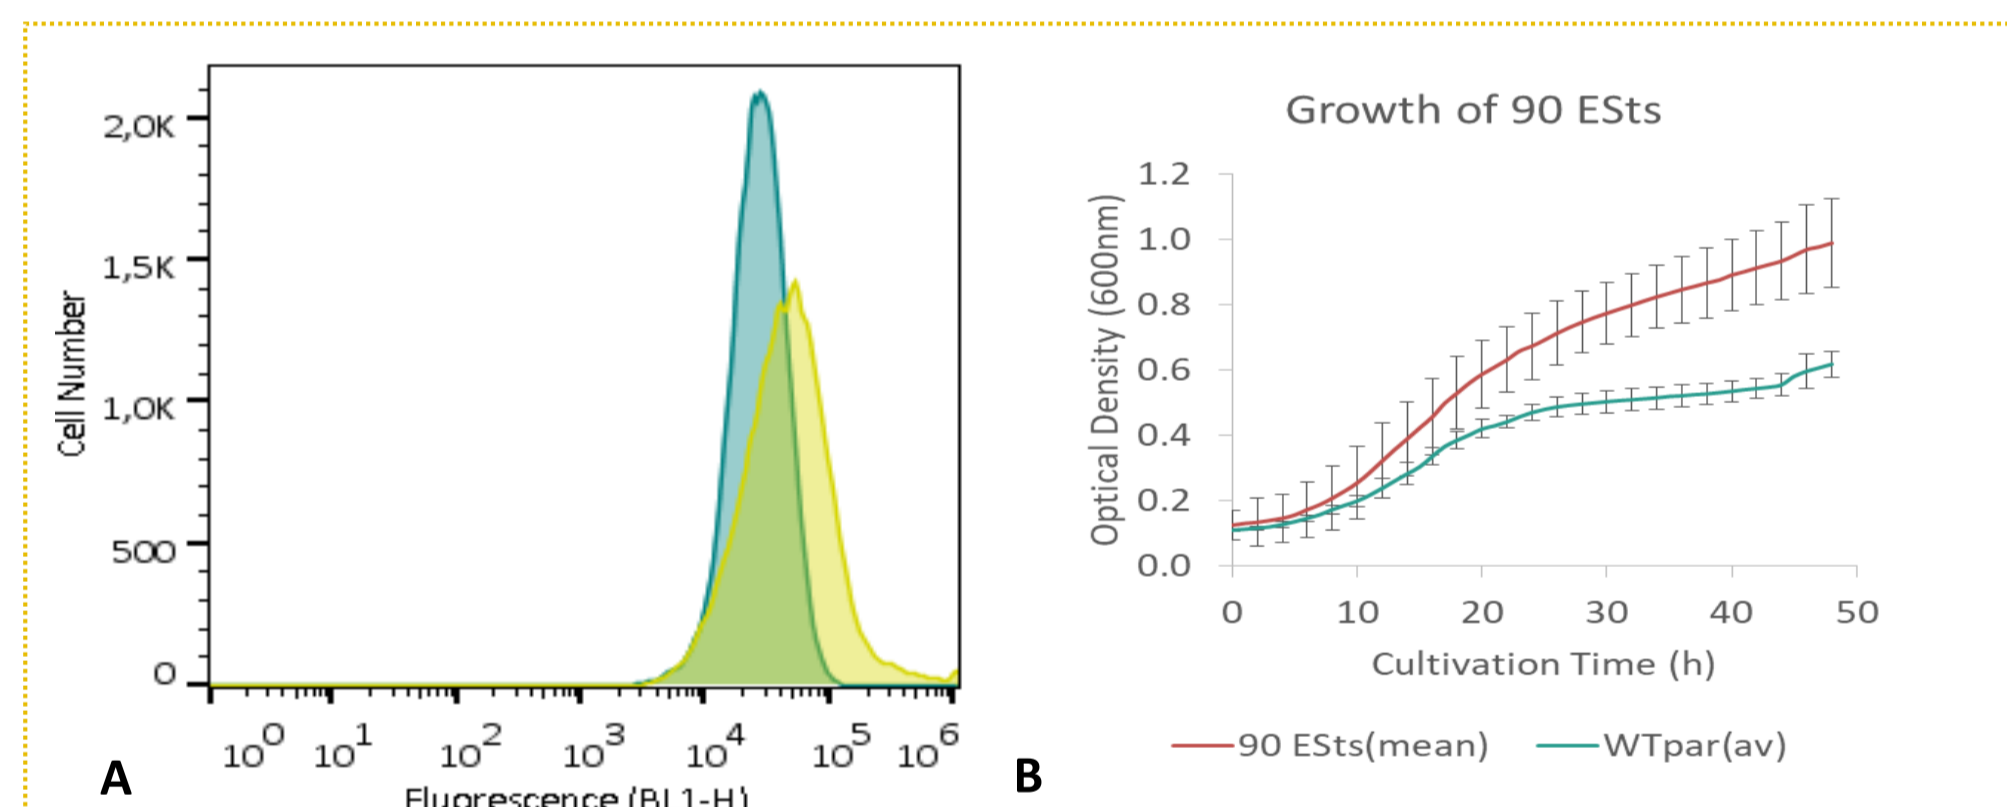 2,0K
1,5K
1,0K
500
0
Cell Number
10^0 10^1 10^2 10^3 10^4 10^5 10^6
Fluorescence (BL1-H)
A
Growth of 90 ESts
1.2
1.0
0.8
0.6
0.4
0.2
0.0
Optical Density (600nm)
0 10 20 30 40 50
Cultivation Time (h)
90 ESts(mean) WTpar(av)
B